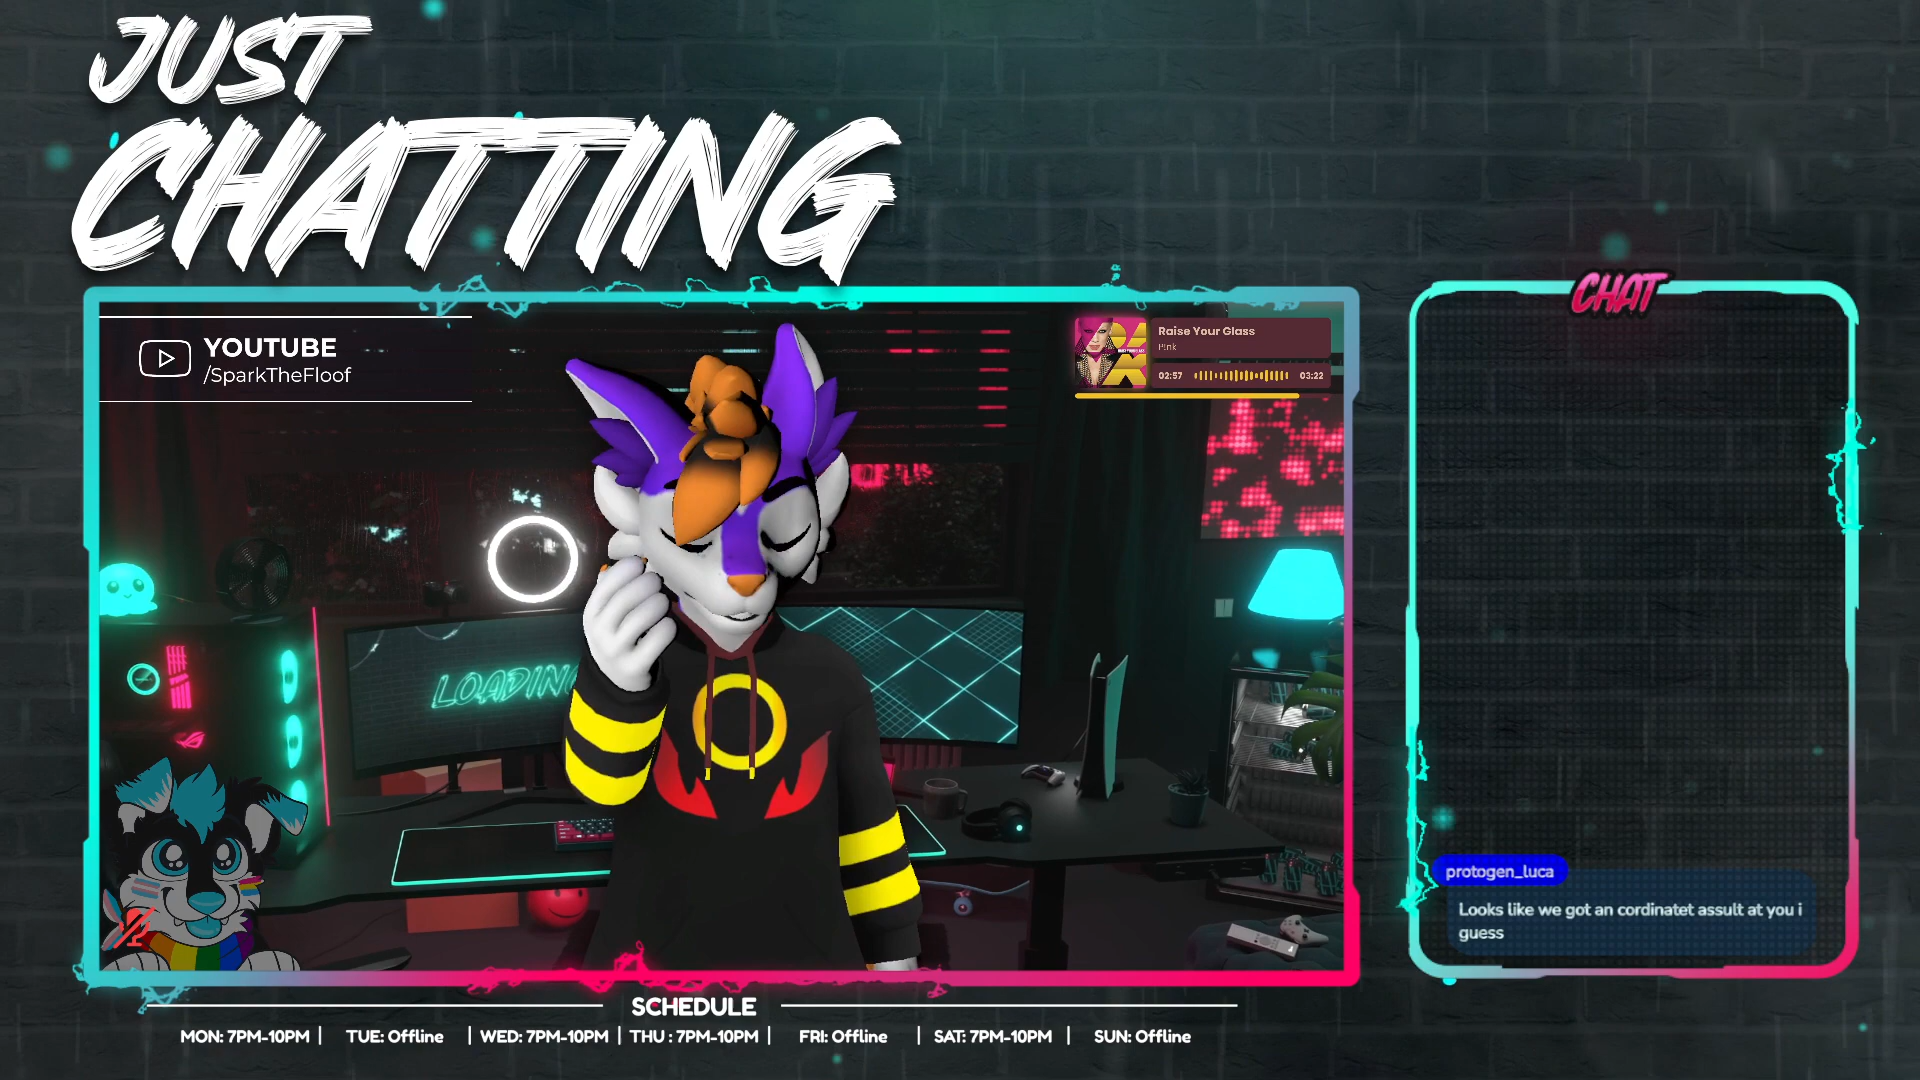 JUST
CHATTING
YOUTUBE
/SparkTheFloof
Raise Your Glass
P!nk
02:57 03:22
LOADING
CHAT
protogen_luca
Looks like we got an cordinatet assult at you i
guess
SCHEDULE
MON: 7PM-10PM | TUE: Offline | WED: 7PM-10PM | THU : 7PM-10PM | FRI: Offline | SAT: 7PM-10PM | SUN: Offline